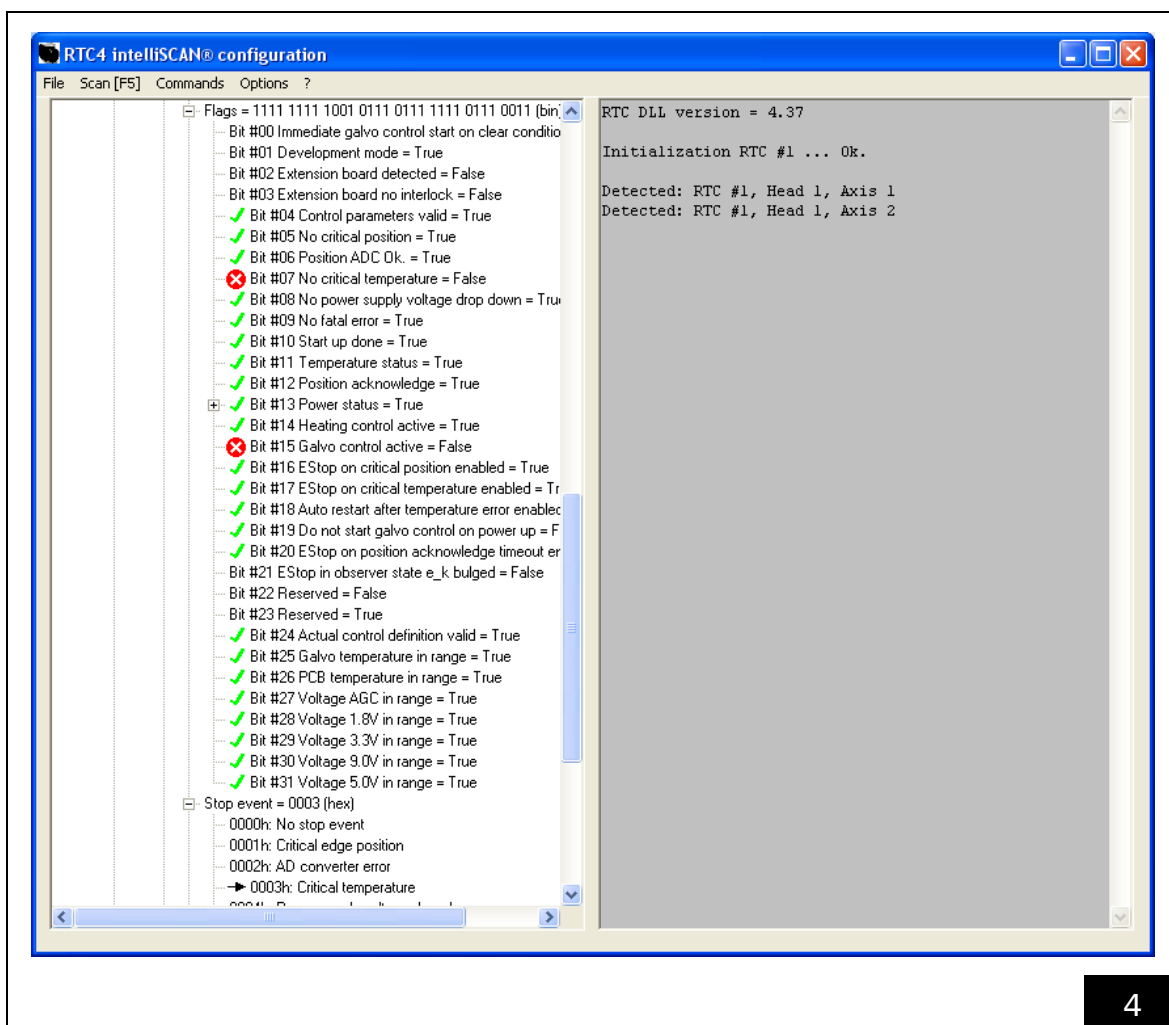 RTC4 intelliSCAN® configuration
File Scan [F5] Commands Options ?
Flags = 1111 1111 1001 0111 0111 1111 0111 0011 (bin)
Bit #00 Immediate galvo control start on clear conditio
Bit #01 Development mode = True
Bit #02 Extension board detected = False
Bit #03 Extension board no interlock = False
Bit #04 Control parameters valid = True
Bit #05 No critical position = True
Bit #06 Position ADC Ok. = True
Bit #07 No critical temperature = False
Bit #08 No power supply voltage drop down = Tru
Bit #09 No fatal error = True
Bit #10 Start up done = True
Bit #11 Temperature status = True
Bit #12 Position acknowledge = True
Bit #13 Power status = True
Bit #14 Heating control active = True
Bit #15 Galvo control active = False
Bit #16 EStop on critical position enabled = True
Bit #17 EStop on critical temperature enabled = Tr
Bit #18 Auto restart after temperature error enabled
Bit #19 Do not start galvo control on power up = F
Bit #20 EStop on position acknowledge timeout er
Bit #21 EStop in observer state e_k bulged = False
Bit #22 Reserved = False
Bit #23 Reserved = True
Bit #24 Actual control definition valid = True
Bit #25 Galvo temperature in range = True
Bit #26 PCB temperature in range = True
Bit #27 Voltage AGC in range = True
Bit #28 Voltage 1.8V in range = True
Bit #29 Voltage 3.3V in range = True
Bit #30 Voltage 9.0V in range = True
Bit #31 Voltage 5.0V in range = True
Stop event = 0003 (hex)
0000h: No stop event
0001h: Critical edge position
0002h: AD converter error
0003h: Critical temperature
RTC DLL version = 4.37
Initialization RTC #1 ... Ok.
Detected: RTC #1, Head 1, Axis 1
Detected: RTC #1, Head 1, Axis 2
4